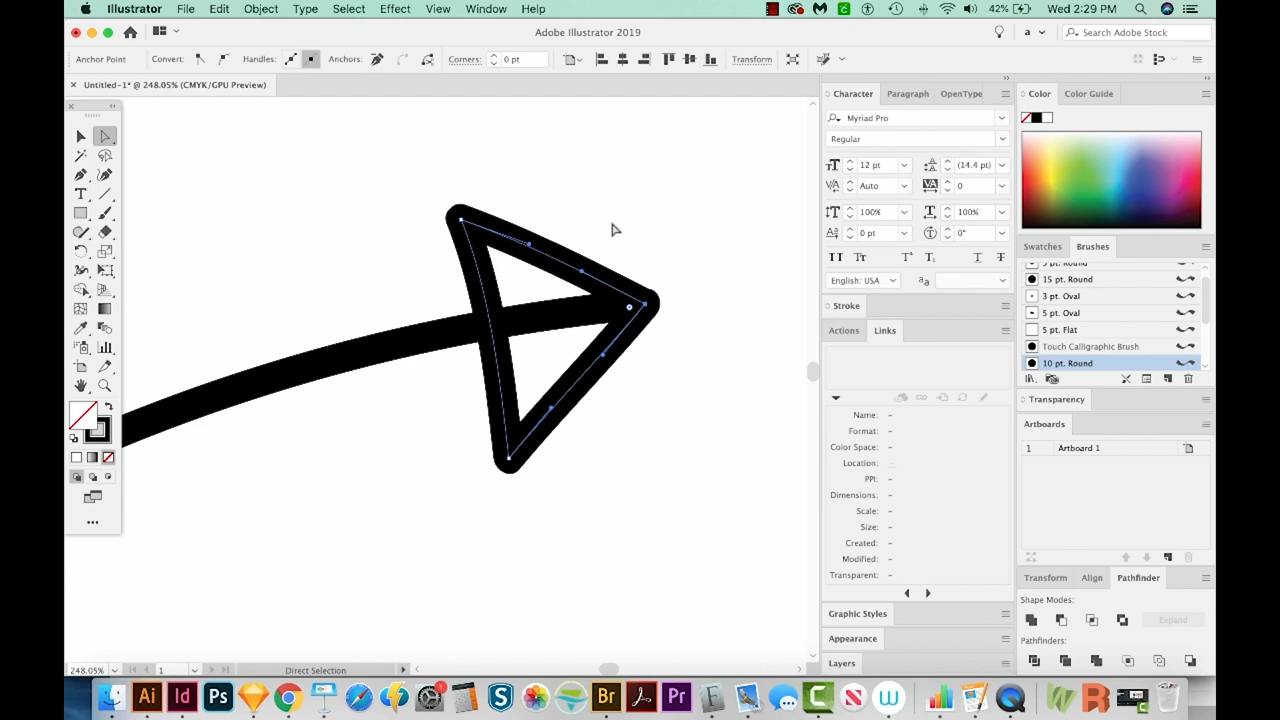 Illustrator File Edit Object Type Select Effect View Window Help 42% Wed 2:29 PM
Adobe Illustrator 2019 a Search Adobe Stock
Anchor Point Convert: Handles: Anchors: Corners: 0 pt Transform
Untitled-1* @ 248.05% (CMYK/GPU Preview)
Character Paragraph OpenType
Color Color Guide
Myriad Pro
Regular
12 pt (14.4 pt)
Auto 0
100% 100%
0 pt 0°
English: USA
Swatches Brushes
15 pt. Round
3 pt. Oval
5 pt. Oval
5 pt. Flat
Touch Calligraphic Brush
10 pt. Round
Stroke
Actions Links
Name: –
Format: –
Color Space: –
Location: –
PPI: –
Dimensions: –
Scale: –
Size: –
Created: –
Modified: –
Transparent: –
Graphic Styles
Appearance
Layers
Transparency
Artboards
1 Artboard 1
Transform Align Pathfinder
Shape Modes:
Expand
Pathfinders:
248.05% 1 Direct Selection
Ai Id Ps S Br Pr F C N W R